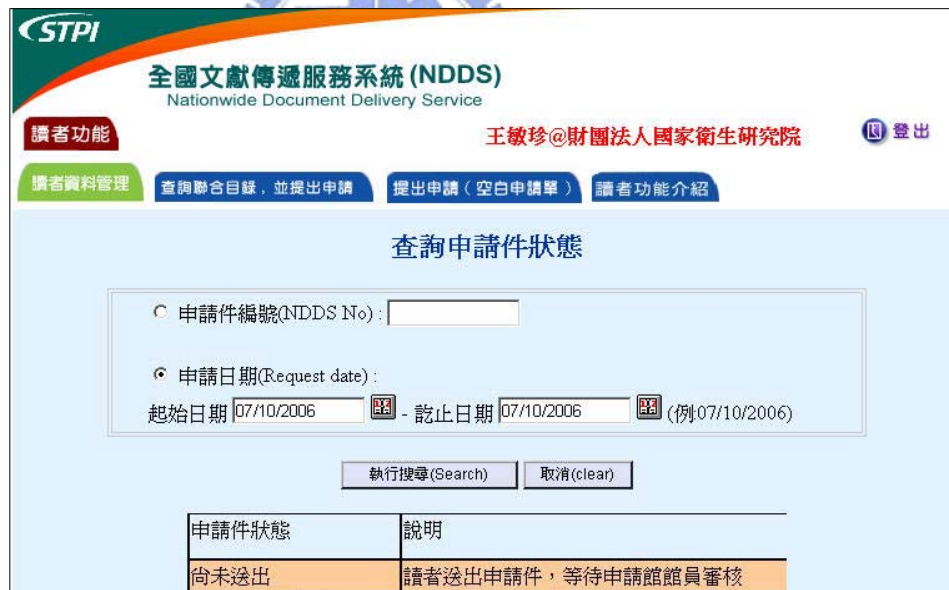 STPI
全國文獻傳遞服務系統 (NDDS)
Nationwide Document Delivery Service
讀者功能
王敏珍@財團法人國家衛生研究院
登出
讀者資料管理
查詢聯合目錄，並提出申請
提出申請（空白申請單）
讀者功能介紹
查詢申請件狀態
申請件編號(NDDS No) :
申請日期(Request date) :
起始日期 07/10/2006 - 訖止日期 07/10/2006 (例:07/10/2006)
執行搜尋(Search) 取消(clear)
申請件狀態 說明
尚未送出 讀者送出申請件，等待申請館館員審核